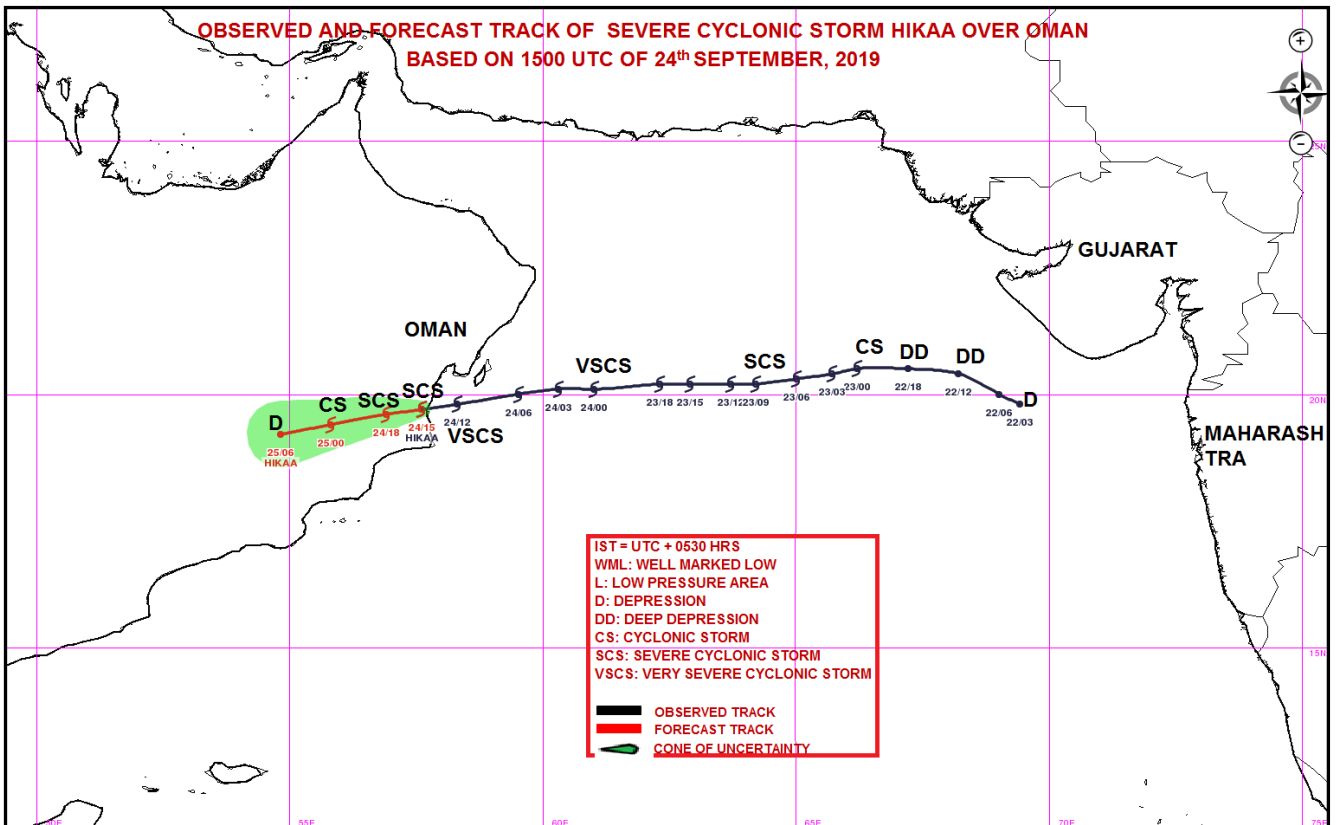 OBSERVED AND FORECAST TRACK OF SEVERE CYCLONIC STORM HIKAA OVER OMAN
BASED ON 1500 UTC OF 24th SEPTEMBER, 2019
+
−
25N
GUJARAT
OMAN
VSCS
SCS
CS
DD
DD
D
SCS
SCS
CS
D
VSCS
25/06
HIKAA
25/00
24/18
24/15
HIKAA
24/12
24/06
24/03
24/00
23/18
23/15
23/12
23/09
23/06
23/03
23/00
22/18
22/12
22/06
22/03
20N
MAHARASH
TRA
IST = UTC + 0530 HRS
WML: WELL MARKED LOW
L: LOW PRESSURE AREA
D: DEPRESSION
DD: DEEP DEPRESSION
CS: CYCLONIC STORM
SCS: SEVERE CYCLONIC STORM
VSCS: VERY SEVERE CYCLONIC STORM
OBSERVED TRACK
FORECAST TRACK
CONE OF UNCERTAINTY
15N
50E
55E
60E
65E
70E
75E